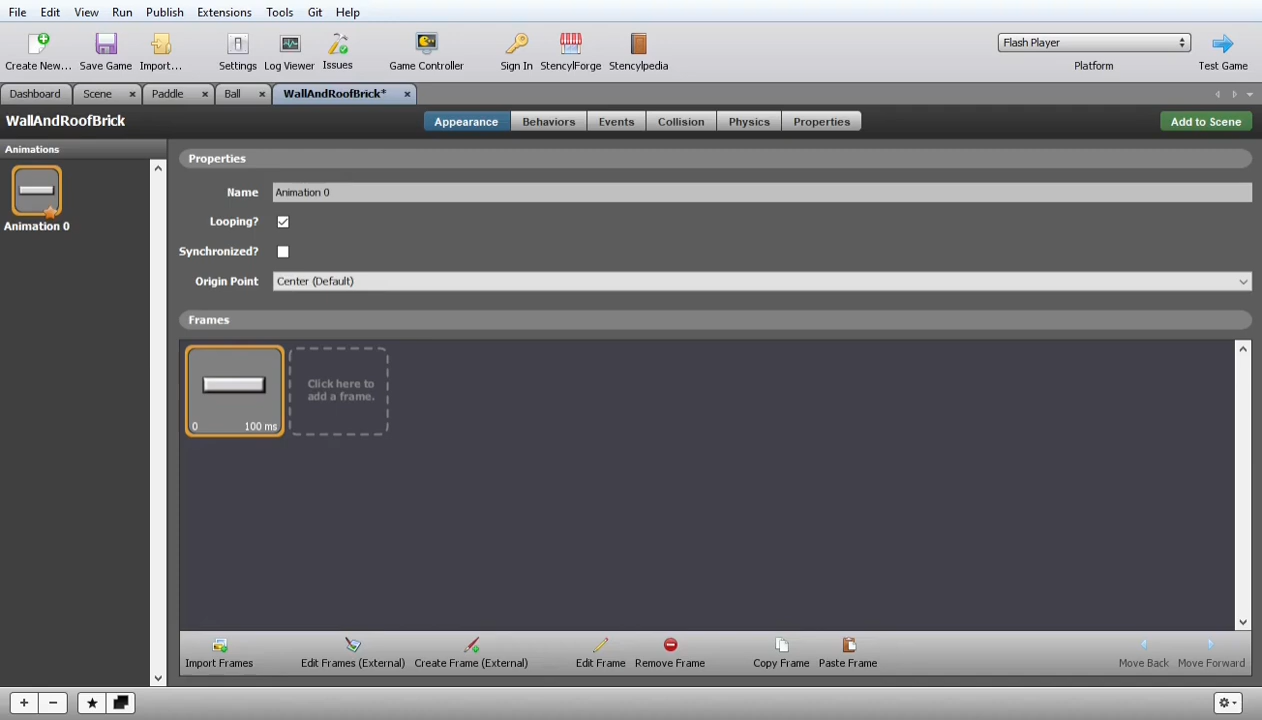 File Edit View Run Publish Extensions Tools Git Help
Create New... Save Game Import... Settings Log Viewer Issues Game Controller Sign In StencylForge Stencylpedia Flash Player Platform Test Game
Dashboard Scene Paddle Ball WallAndRoofBrick*
WallAndRoofBrick Appearance Behaviors Events Collision Physics Properties Add to Scene
Animations
Animation 0
Properties
Name Animation 0
Looping?
Synchronized?
Origin Point Center (Default)
Frames
Click here to
add a frame.
0 100 ms
Import Frames Edit Frames (External) Create Frame (External) Edit Frame Remove Frame Copy Frame Paste Frame Move Back Move Forward